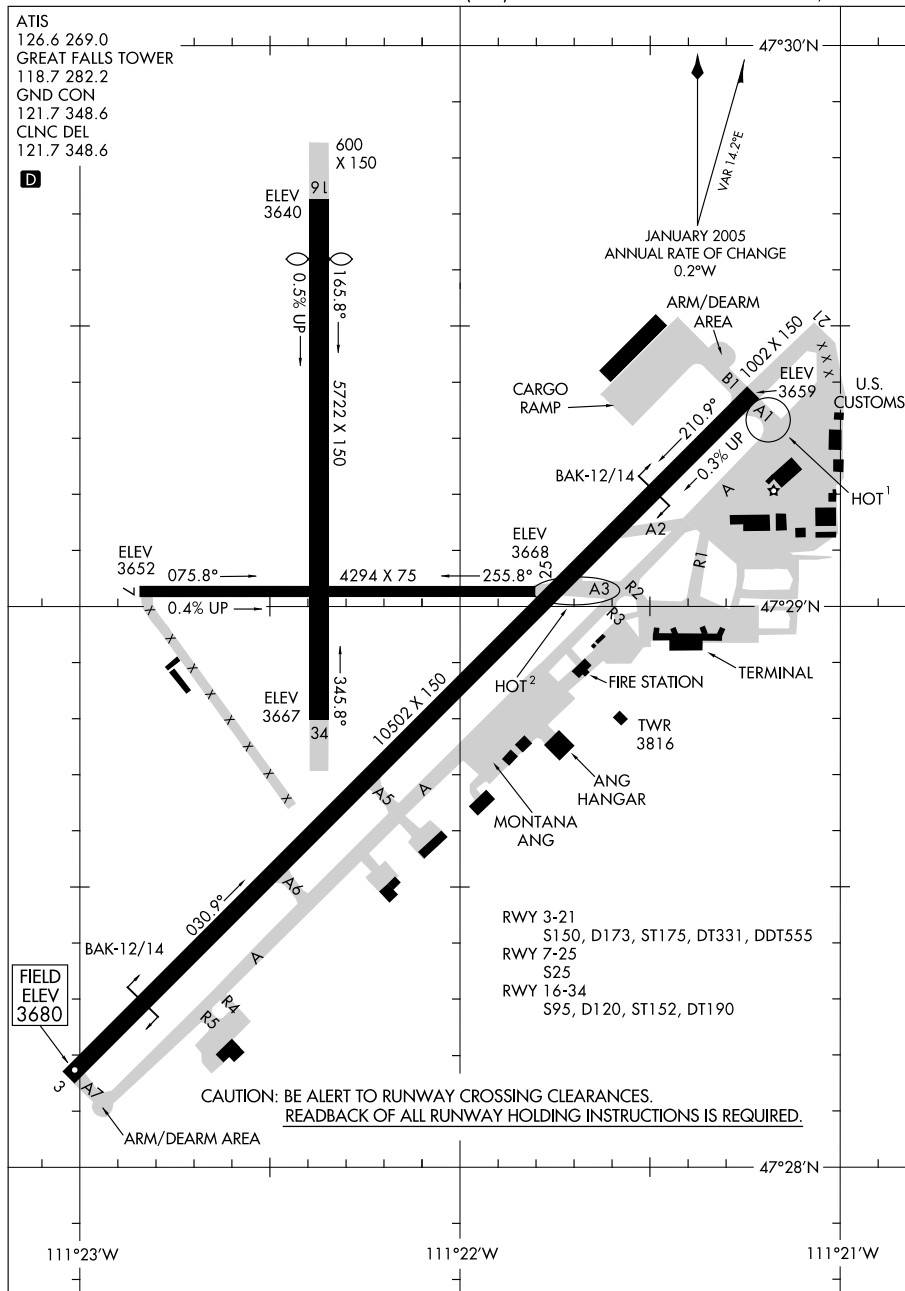 ATIS
126.6 269.0
GREAT FALLS TOWER
118.7 282.2
GND CON
121.7 348.6
CLNC DEL
121.7 348.6
D
47°30'N
600
X 150
16
ELEV
3640
VAR 14.2°E
JANUARY 2005
ANNUAL RATE OF CHANGE
0.2°W
0.5% UP
165.8°
5722 X 150
ARM/DEARM
AREA
1002 X 150
21
X X X
B1
ELEV
3659
U.S.
CUSTOMS
CARGO
RAMP
A1
210.9°
0.3% UP
BAK-12/14
A
HOT1
A2
ELEV
3652
ELEV
3668
R1
7
075.8°
4294 X 75
255.8°
25
A3
R2
0.4% UP
47°29'N
R3
X X X X X X
TERMINAL
HOT2
FIRE STATION
345.8°
ELEV
3667
34
10502 X 150
TWR
3816
ANG
HANGAR
A5
A
MONTANA
ANG
A6
030.9°
BAK-12/14
A
RWY 3-21
S150, D173, ST175, DT331, DDT555
RWY 7-25
S25
RWY 16-34
S95, D120, ST152, DT190
FIELD
ELEV
3680
R4
R5
3
A7
CAUTION: BE ALERT TO RUNWAY CROSSING CLEARANCES.
READBACK OF ALL RUNWAY HOLDING INSTRUCTIONS IS REQUIRED.
ARM/DEARM AREA
47°28'N
111°23'W
111°22'W
111°21'W